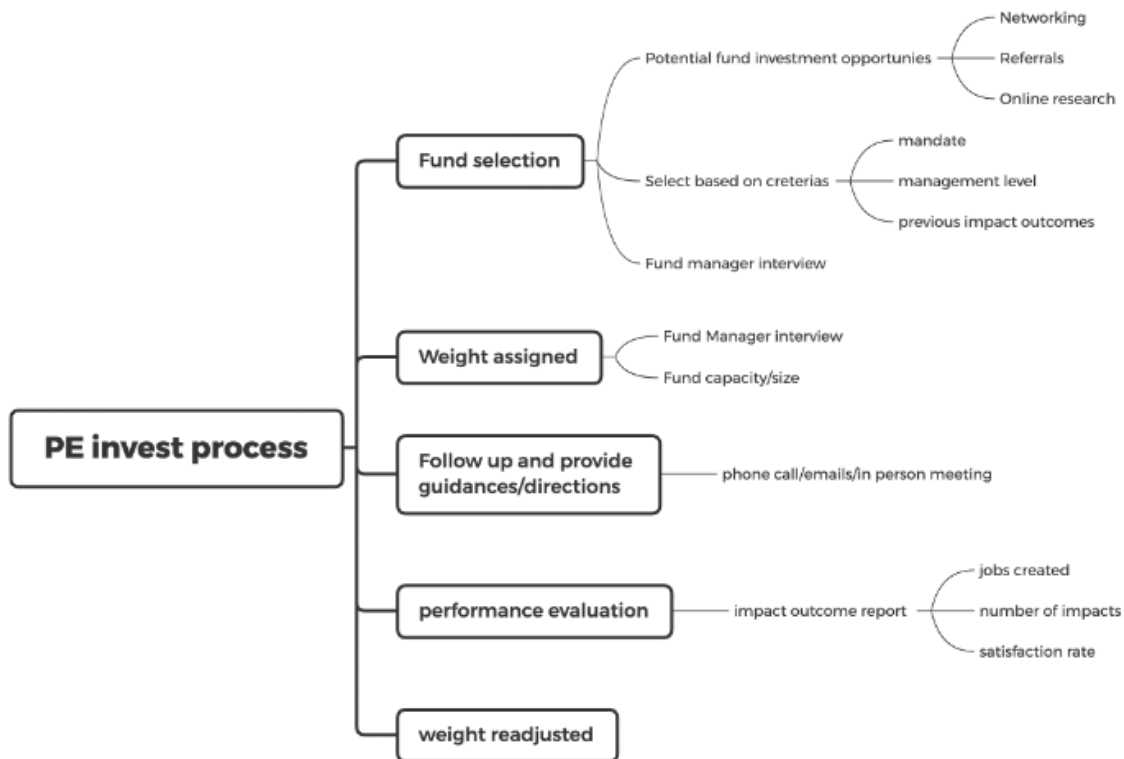 PE invest process
Fund selection
Potential fund investment opportunies
Networking
Referrals
Online research
Select based on creterias
mandate
management level
previous impact outcomes
Fund manager interview
Weight assigned
Fund Manager interview
Fund capacity/size
Follow up and provide
guidances/directions
phone call/emails/in person meeting
performance evaluation
impact outcome report
jobs created
number of impacts
satisfaction rate
weight readjusted